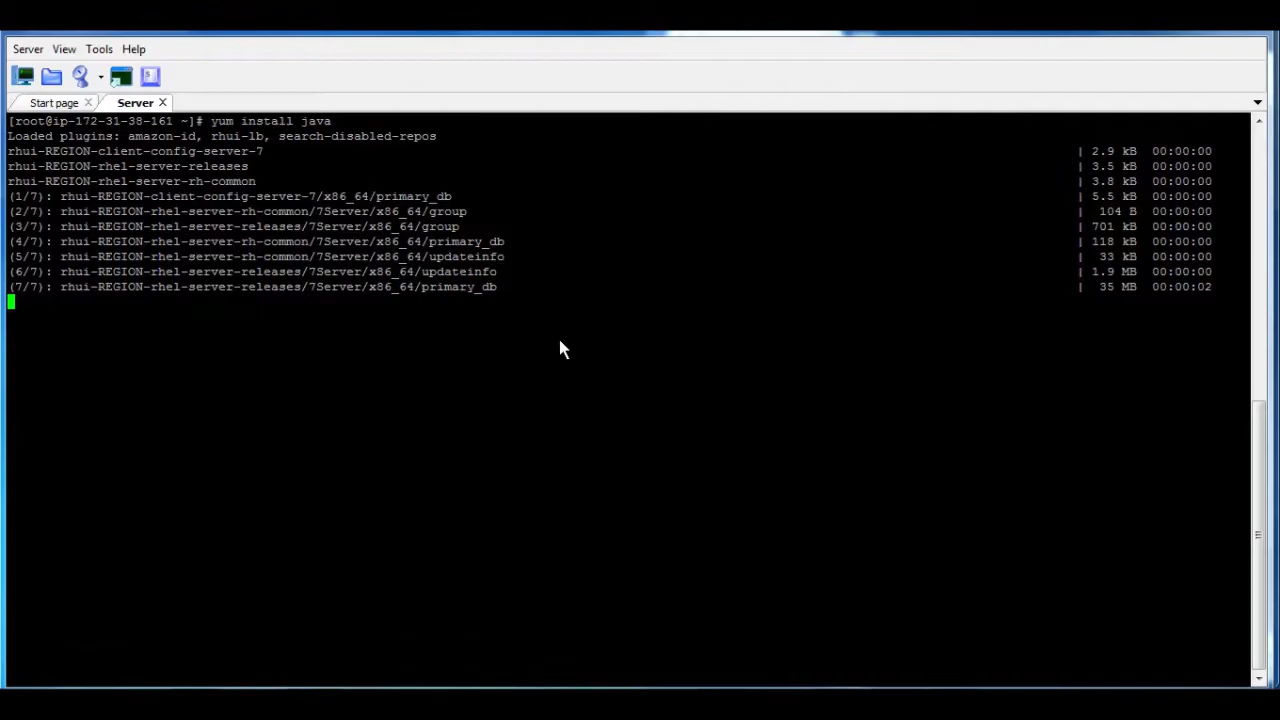 Server View Tools Help
Start page Server
[root@ip-172-31-38-161 ~]# yum install java
Loaded plugins: amazon-id, rhui-lb, search-disabled-repos
rhui-REGION-client-config-server-7 | 2.9 kB 00:00:00
rhui-REGION-rhel-server-releases | 3.5 kB 00:00:00
rhui-REGION-rhel-server-rh-common | 3.8 kB 00:00:00
(1/7): rhui-REGION-client-config-server-7/x86_64/primary_db | 5.5 kB 00:00:00
(2/7): rhui-REGION-rhel-server-rh-common/7Server/x86_64/group | 104 B 00:00:00
(3/7): rhui-REGION-rhel-server-releases/7Server/x86_64/group | 701 kB 00:00:00
(4/7): rhui-REGION-rhel-server-rh-common/7Server/x86_64/primary_db | 118 kB 00:00:00
(5/7): rhui-REGION-rhel-server-rh-common/7Server/x86_64/updateinfo | 33 kB 00:00:00
(6/7): rhui-REGION-rhel-server-releases/7Server/x86_64/updateinfo | 1.9 MB 00:00:00
(7/7): rhui-REGION-rhel-server-releases/7Server/x86_64/primary_db | 35 MB 00:00:02